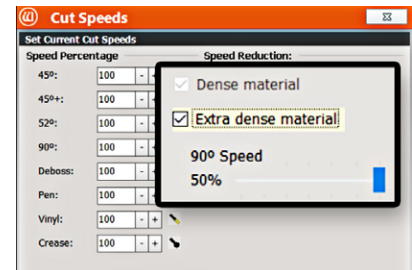 Cut Speeds
Set Current Cut Speeds
Speed Percentage Speed Reduction:
45º: 100 - +
45º+: 100 - +
52º: 100 - +
90º: 100 - +
Deboss: 100 - +
Pen: 100 - +
Vinyl: 100 - +
Crease: 100 - +
Dense material
Extra dense material
90º Speed
50%